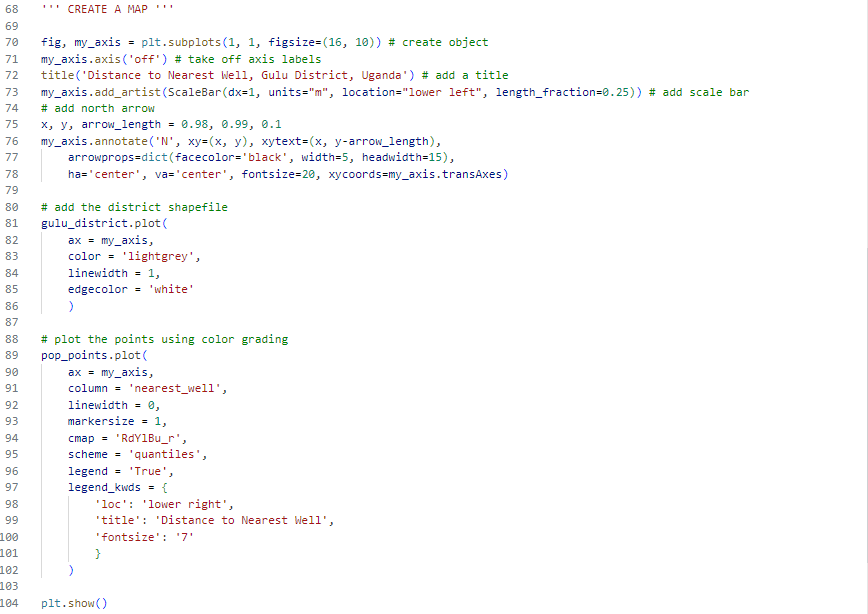 68 ''' CREATE A MAP '''
69
70 fig, my_axis = plt.subplots(1, 1, figsize=(16, 10)) # create object
71 my_axis.axis('off') # take off axis labels
72 title('Distance to Nearest Well, Gulu District, Uganda') # add a title
73 my_axis.add_artist(ScaleBar(dx=1, units="m", location="lower left", length_fraction=0.25)) # add scale bar
74 # add north arrow
75 x, y, arrow_length = 0.98, 0.99, 0.1
76 my_axis.annotate('N', xy=(x, y), xytext=(x, y-arrow_length),
77     arrowprops=dict(facecolor='black', width=5, headwidth=15),
78     ha='center', va='center', fontsize=20, xycoords=my_axis.transAxes)
79
80 # add the district shapefile
81 gulu_district.plot(
82     ax = my_axis,
83     color = 'lightgrey',
84     linewidth = 1,
85     edgecolor = 'white'
86     )
87
88 # plot the points using color grading
89 pop_points.plot(
90     ax = my_axis,
91     column = 'nearest_well',
92     linewidth = 0,
93     markersize = 1,
94     cmap = 'RdYlBu_r',
95     scheme = 'quantiles',
96     legend = 'True',
97     legend_kwds = {
98         'loc': 'lower right',
99         'title': 'Distance to Nearest Well',
100         'fontsize': '7'
101         }
102     )
103
104 plt.show()